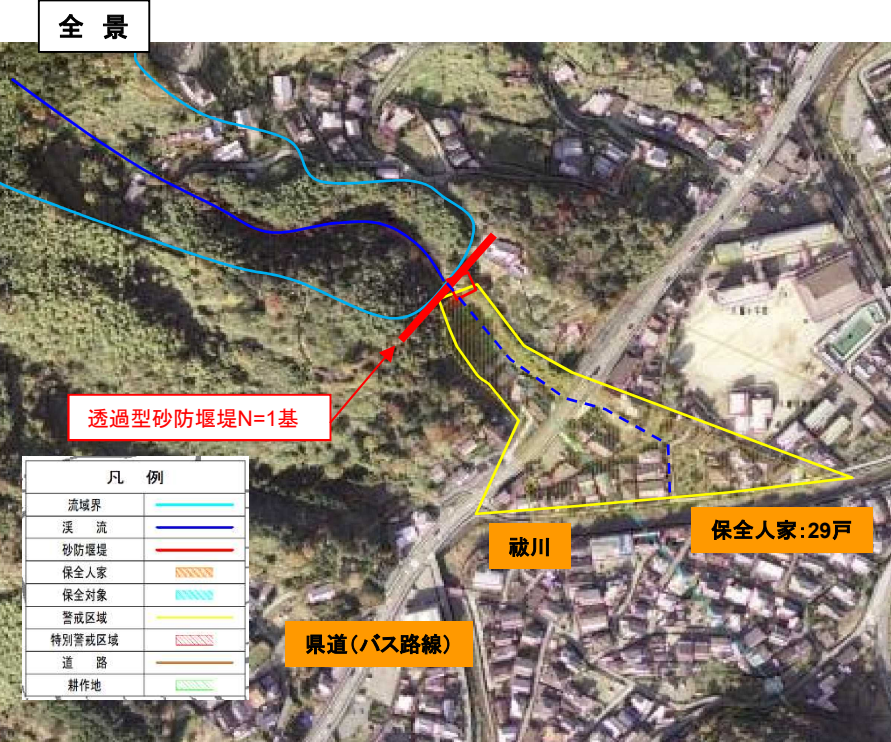 全 景
透過型砂防堰堤N=1基
凡 例
流域界
渓 流
砂防堰堤
保全人家
保全対象
警戒区域
特別警戒区域
道 路
耕作地
祓川
保全人家:29戸
県道(バス路線)